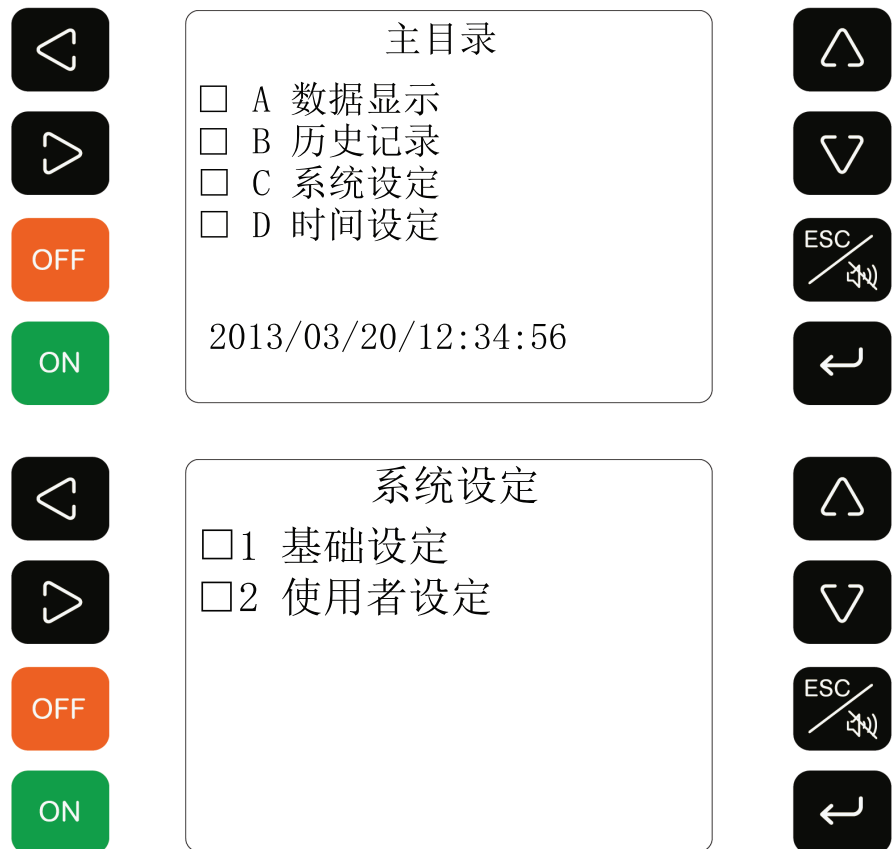 主目录
□ A 数据显示
□ B 历史记录
□ C 系统设定
□ D 时间设定
2013/03/20/12:34:56
OFF
ON
ESC
系统设定
□1 基础设定
□2 使用者设定
OFF
ON
ESC